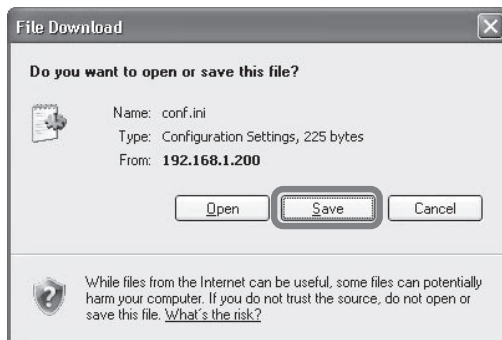 File Download
Do you want to open or save this file?
Name: conf.ini
Type: Configuration Settings, 225 bytes
From: 192.168.1.200
Open Save Cancel
While files from the Internet can be useful, some files can potentially
harm your computer. If you do not trust the source, do not open or
save this file. What's the risk?